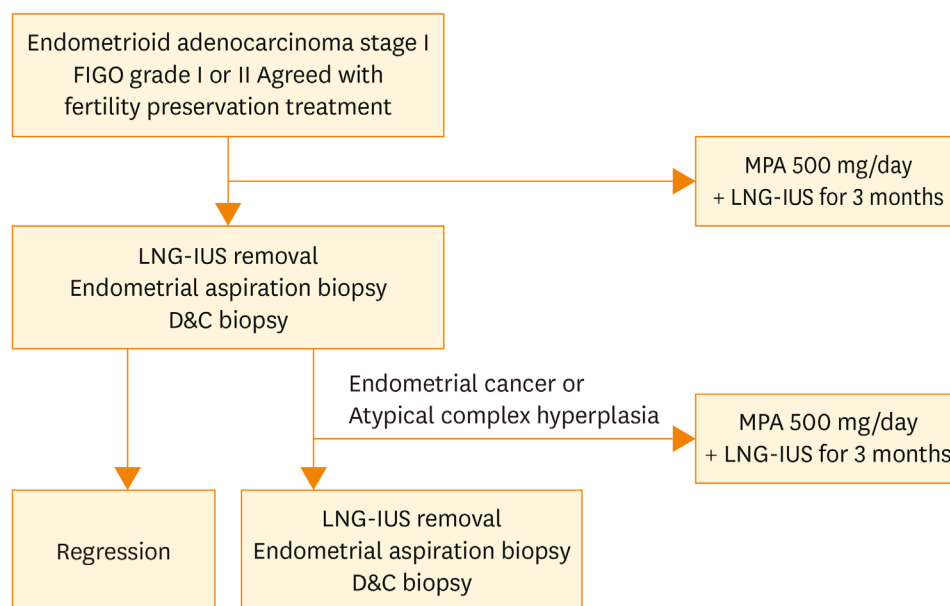 Endometrioid adenocarcinoma stage I
FIGO grade I or II Agreed with
fertility preservation treatment
MPA 500 mg/day
+ LNG-IUS for 3 months
LNG-IUS removal
Endometrial aspiration biopsy
D&C biopsy
Endometrial cancer or
Atypical complex hyperplasia
MPA 500 mg/day
+ LNG-IUS for 3 months
Regression
LNG-IUS removal
Endometrial aspiration biopsy
D&C biopsy